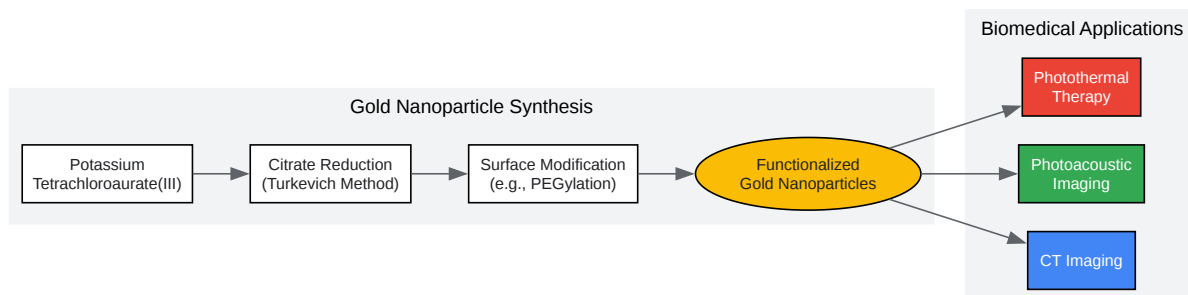 Biomedical Applications
Gold Nanoparticle Synthesis
Potassium
Tetrachloroaurate(III)
Citrate Reduction
(Turkevich Method)
Surface Modification
(e.g., PEGylation)
Functionalized
Gold Nanoparticles
Photothermal
Therapy
Photoacoustic
Imaging
CT Imaging